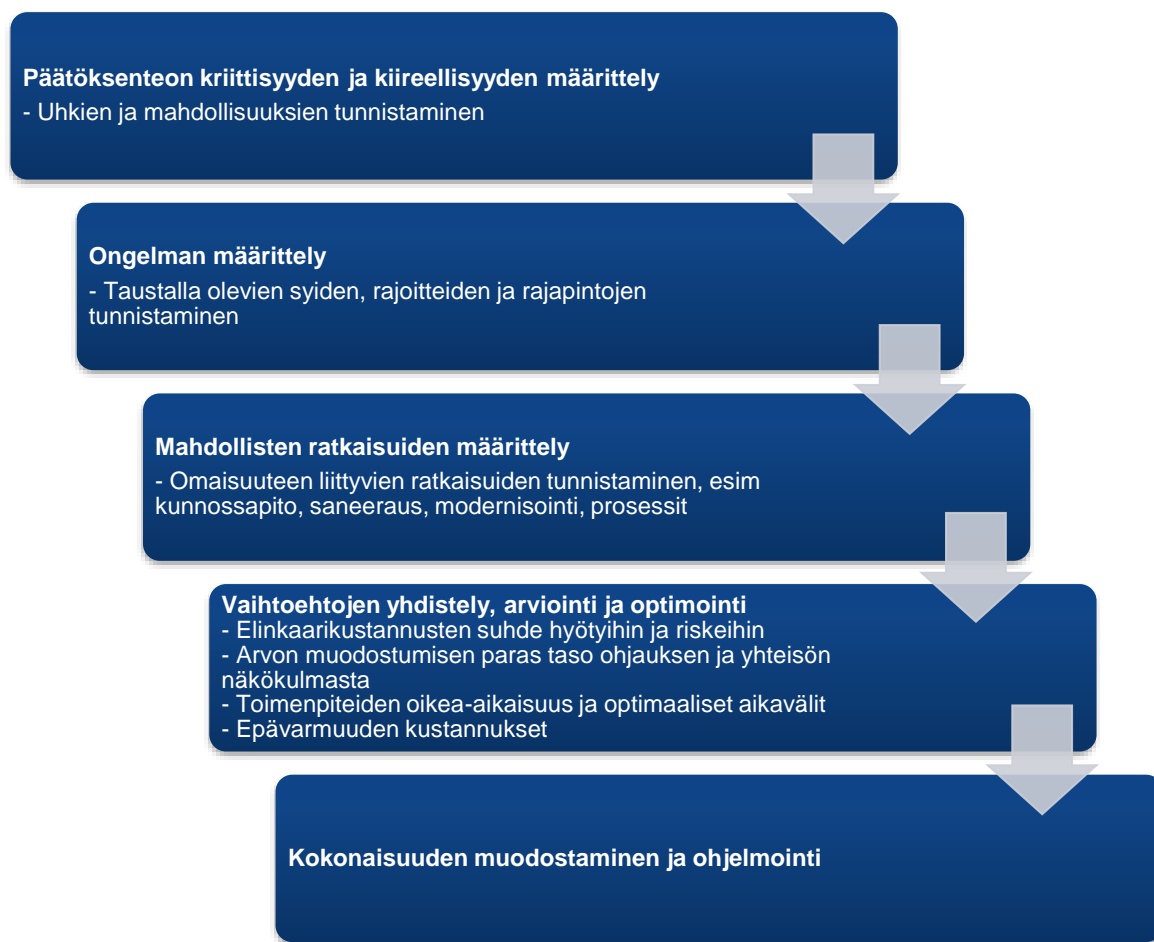 Päätöksenteon kriittisyyden ja kiireellisyyden määrittely
- Uhkien ja mahdollisuuksien tunnistaminen
Ongelman määrittely
- Taustalla olevien syiden, rajoitteiden ja rajapintojen
tunnistaminen
Mahdollisten ratkaisuiden määrittely
- Omaisuuteen liittyvien ratkaisuiden tunnistaminen, esim
kunnossapito, saneeraus, modernisointi, prosessit
Vaihtoehtojen yhdistely, arviointi ja optimointi
- Elinkaarikustannusten suhde hyötyihin ja riskeihin
- Arvon muodostumisen paras taso ohjauksen ja yhteisön
näkökulmasta
- Toimenpiteiden oikea-aikaisuus ja optimaaliset aikavälit
- Epävarmuuden kustannukset
Kokonaisuuden muodostaminen ja ohjelmointi